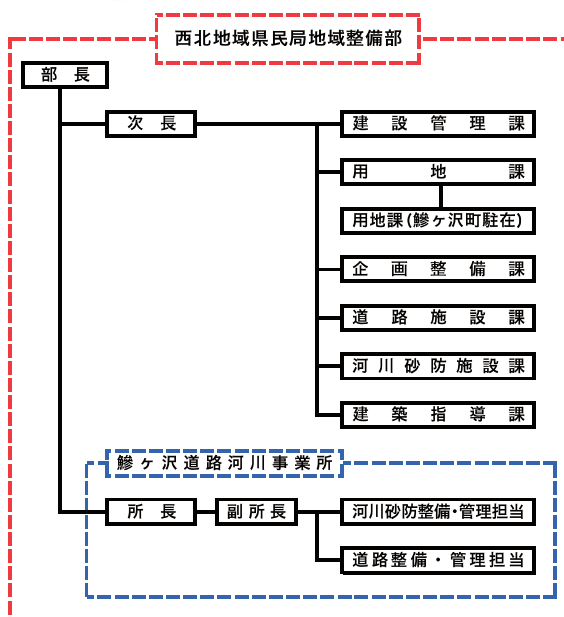 西北地域県民局地域整備部
部長
次長
建設管理課
用地課
用地課(鰺ヶ沢町駐在)
企画整備課
道路施設課
河川砂防施設課
建築指導課
鰺ヶ沢道路河川事業所
所長
副所長
河川砂防整備・管理担当
道路整備・管理担当